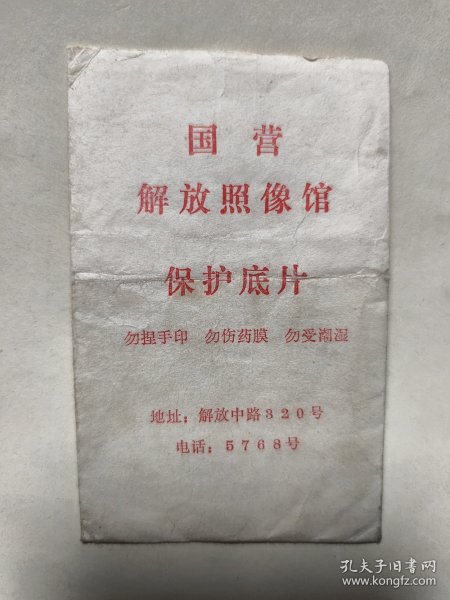 国营
解放照像馆
保护底片
勿捏手印 勿伤药膜 勿受潮湿
地址：解放中路320号
电话：5768号
孔夫子旧书网
www.kongfz.com